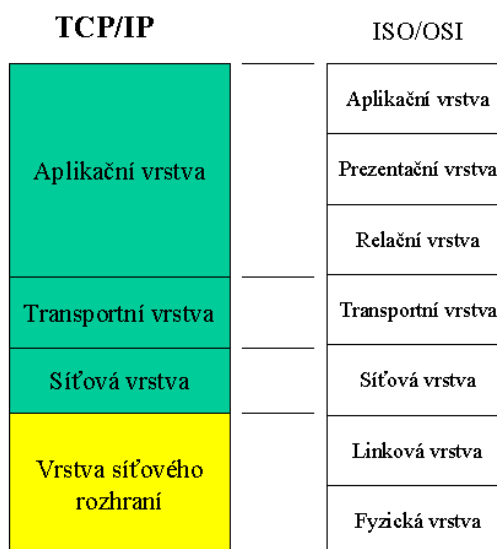 TCP/IP
Aplikační vrstva
Transportní vrstva
Síťová vrstva
Vrstva síťového
rozhraní
ISO/OSI
Aplikační vrstva
Prezentační vrstva
Relační vrstva
Transportní vrstva
Síťová vrstva
Linková vrstva
Fyzická vrstva